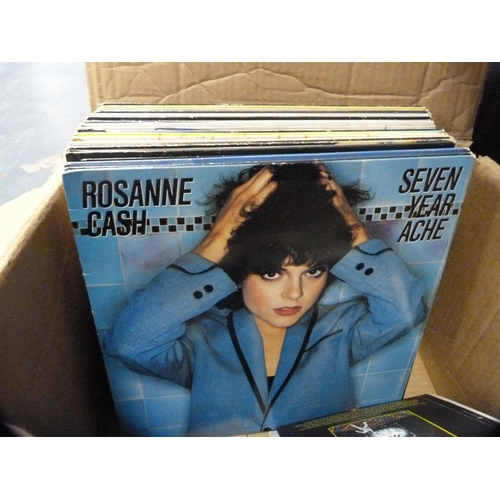 ROSANNE
CASH
SEVEN
YEAR
ACHE